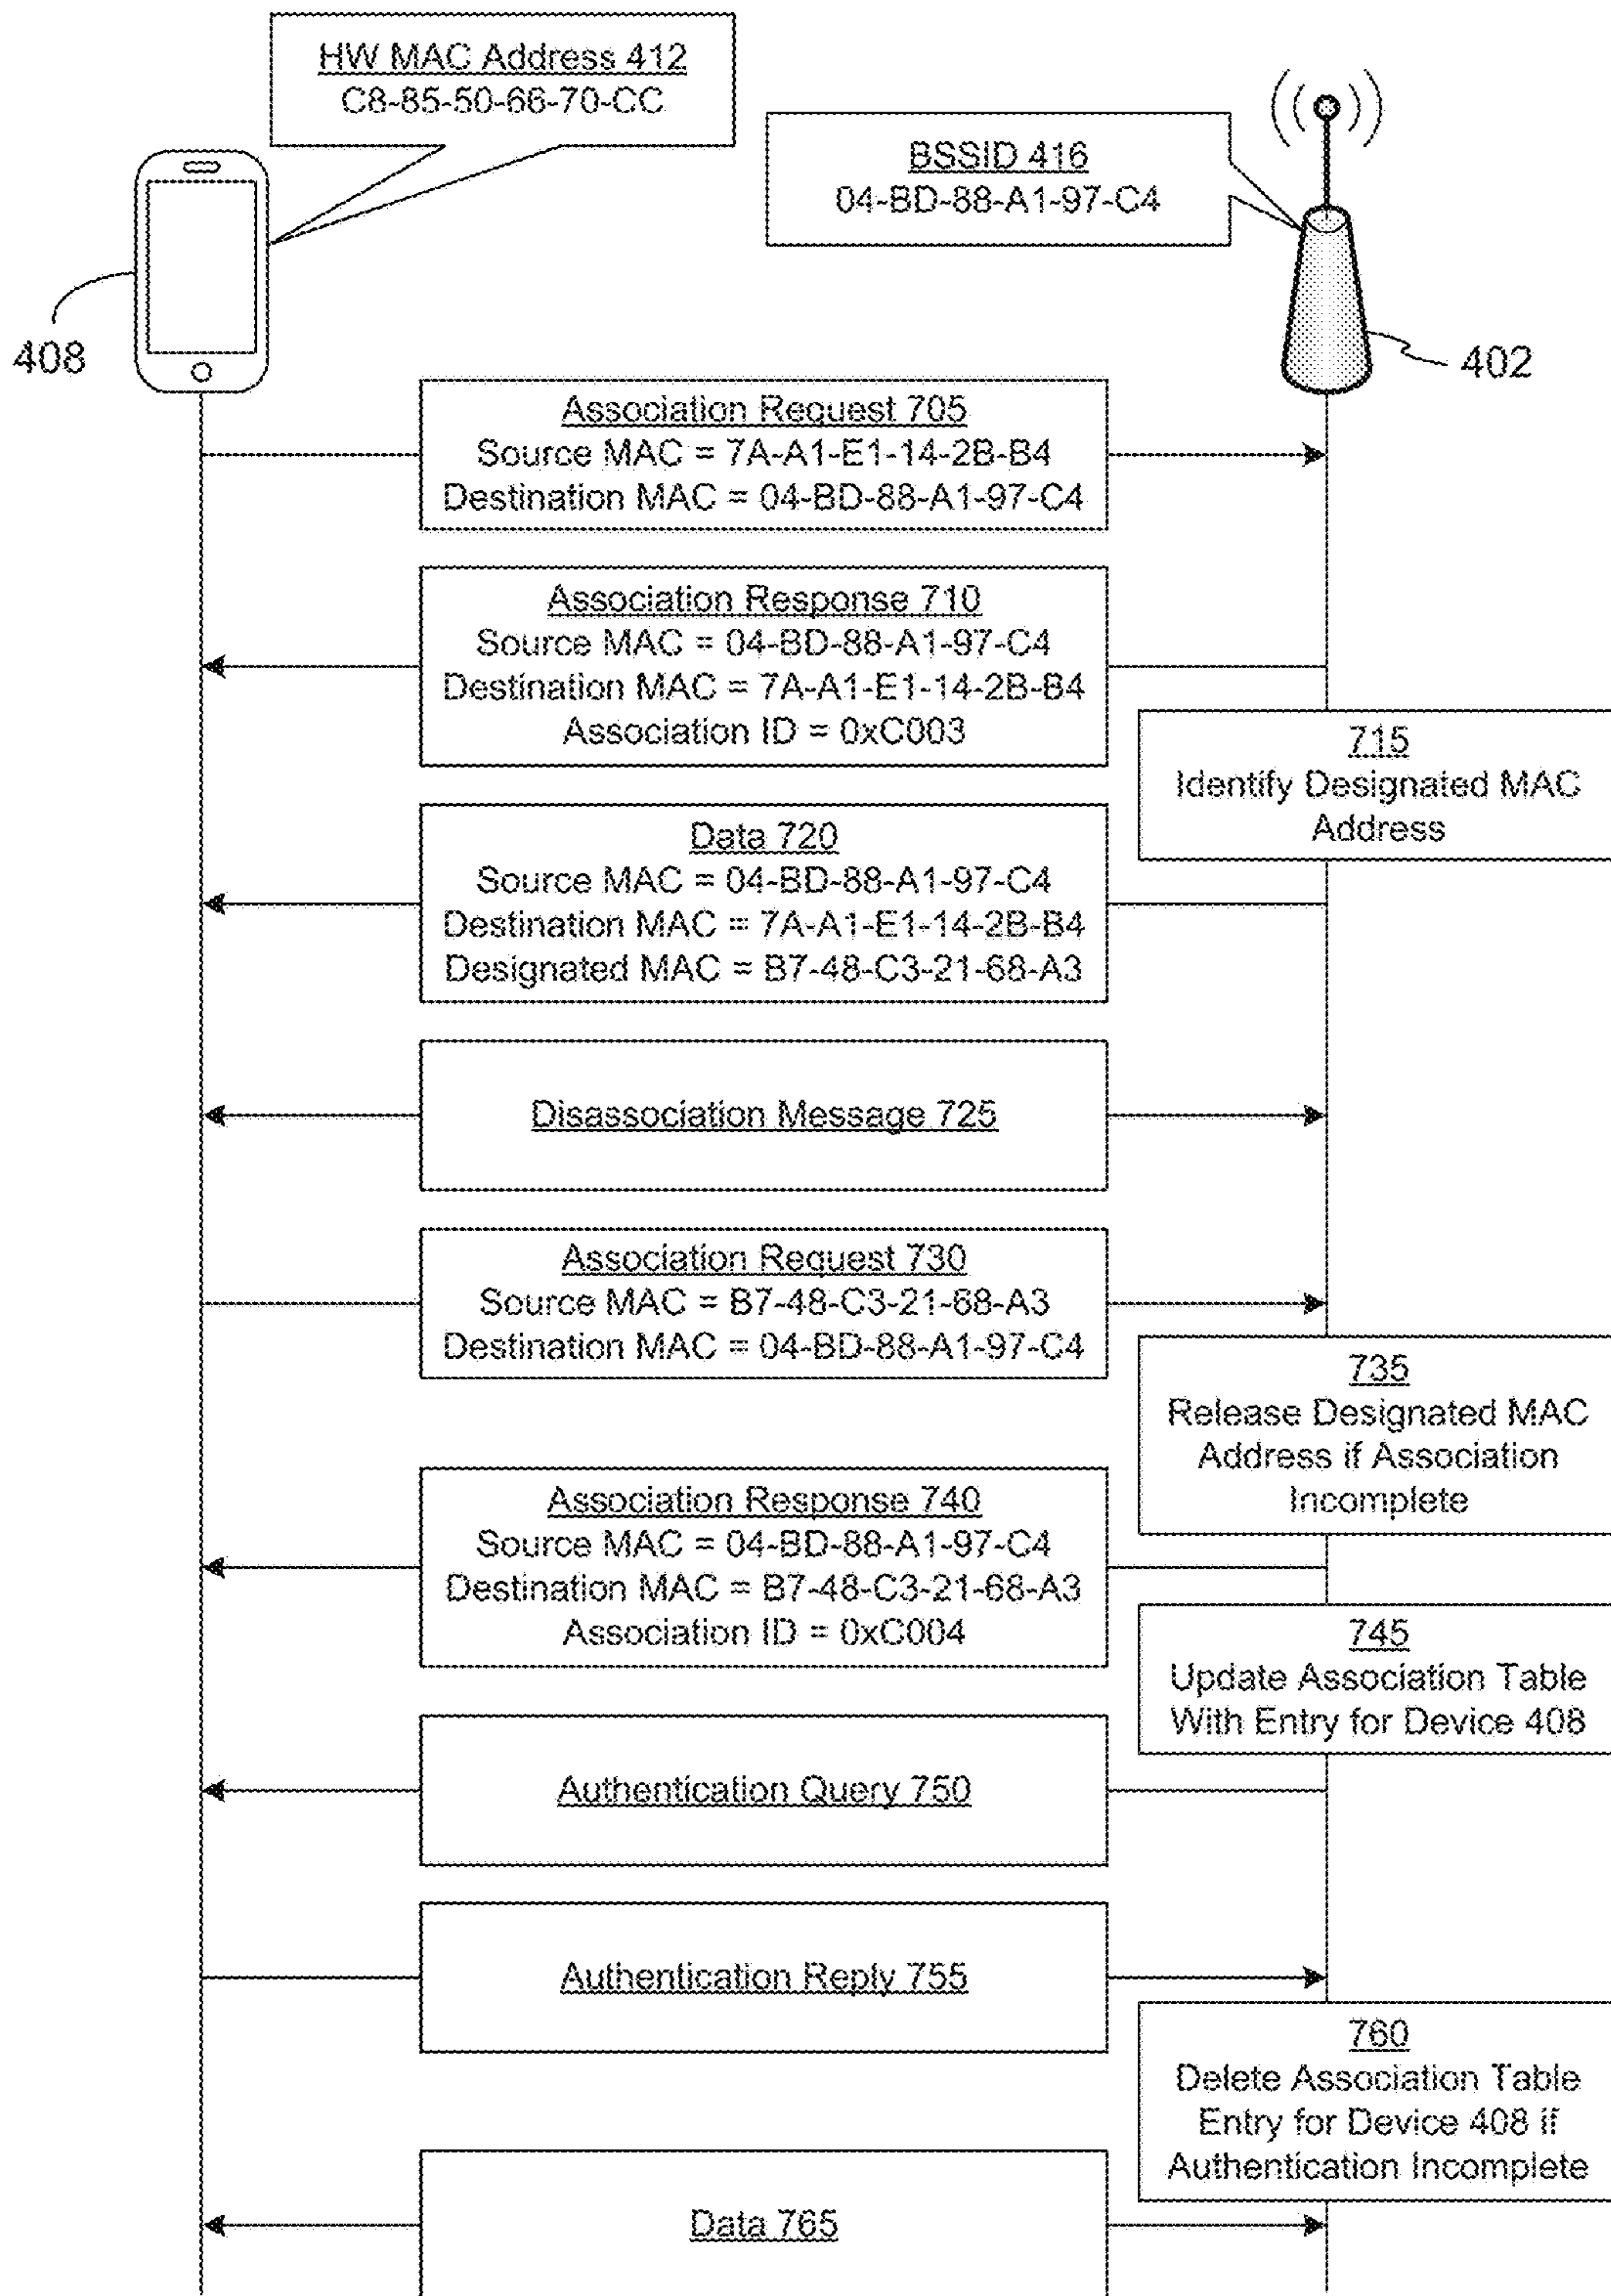 HW MAC Address 412
C8-85-50-66-70-CC
BSSID 416
04-BD-88-A1-97-C4
408
402
Association Request 705
Source MAC = 7A-A1-E1-14-2B-B4
Destination MAC = 04-BD-88-A1-97-C4
Association Response 710
Source MAC = 04-BD-88-A1-97-C4
Destination MAC = 7A-A1-E1-14-2B-B4
Association ID = 0xC003
715
Identify Designated MAC
Address
Data 720
Source MAC = 04-BD-88-A1-97-C4
Destination MAC = 7A-A1-E1-14-2B-B4
Designated MAC = B7-48-C3-21-68-A3
Disassociation Message 725
Association Request 730
Source MAC = B7-48-C3-21-68-A3
Destination MAC = 04-BD-88-A1-97-C4
735
Release Designated MAC
Address if Association
Incomplete
Association Response 740
Source MAC = 04-BD-88-A1-97-C4
Destination MAC = B7-48-C3-21-68-A3
Association ID = 0xC004
745
Update Association Table
With Entry for Device 408
Authentication Query 750
Authentication Reply 755
760
Delete Association Table
Entry for Device 408 if
Authentication Incomplete
Data 765